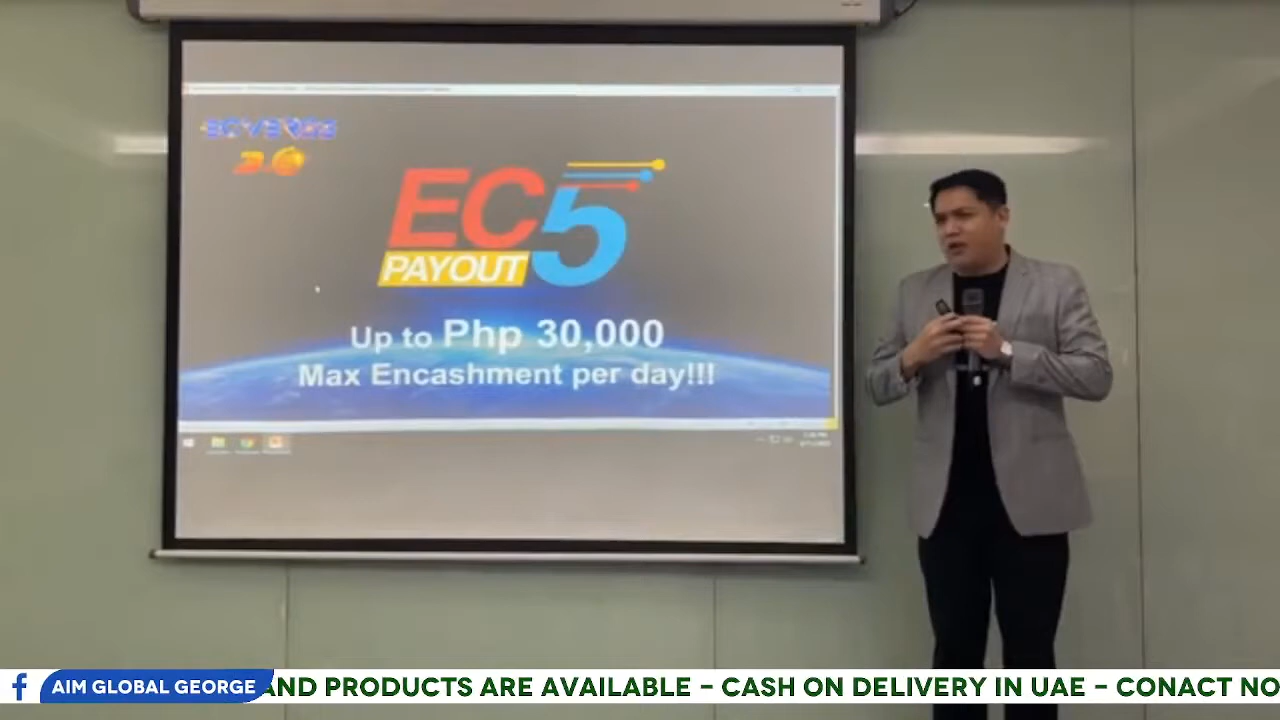 EC
5
PAYOUT
Up to Php 30,000
Max Encashment per day!!!
AIM GLOBAL GEORGE
AND PRODUCTS ARE AVAILABLE - CASH ON DELIVERY IN UAE - CONACT NO